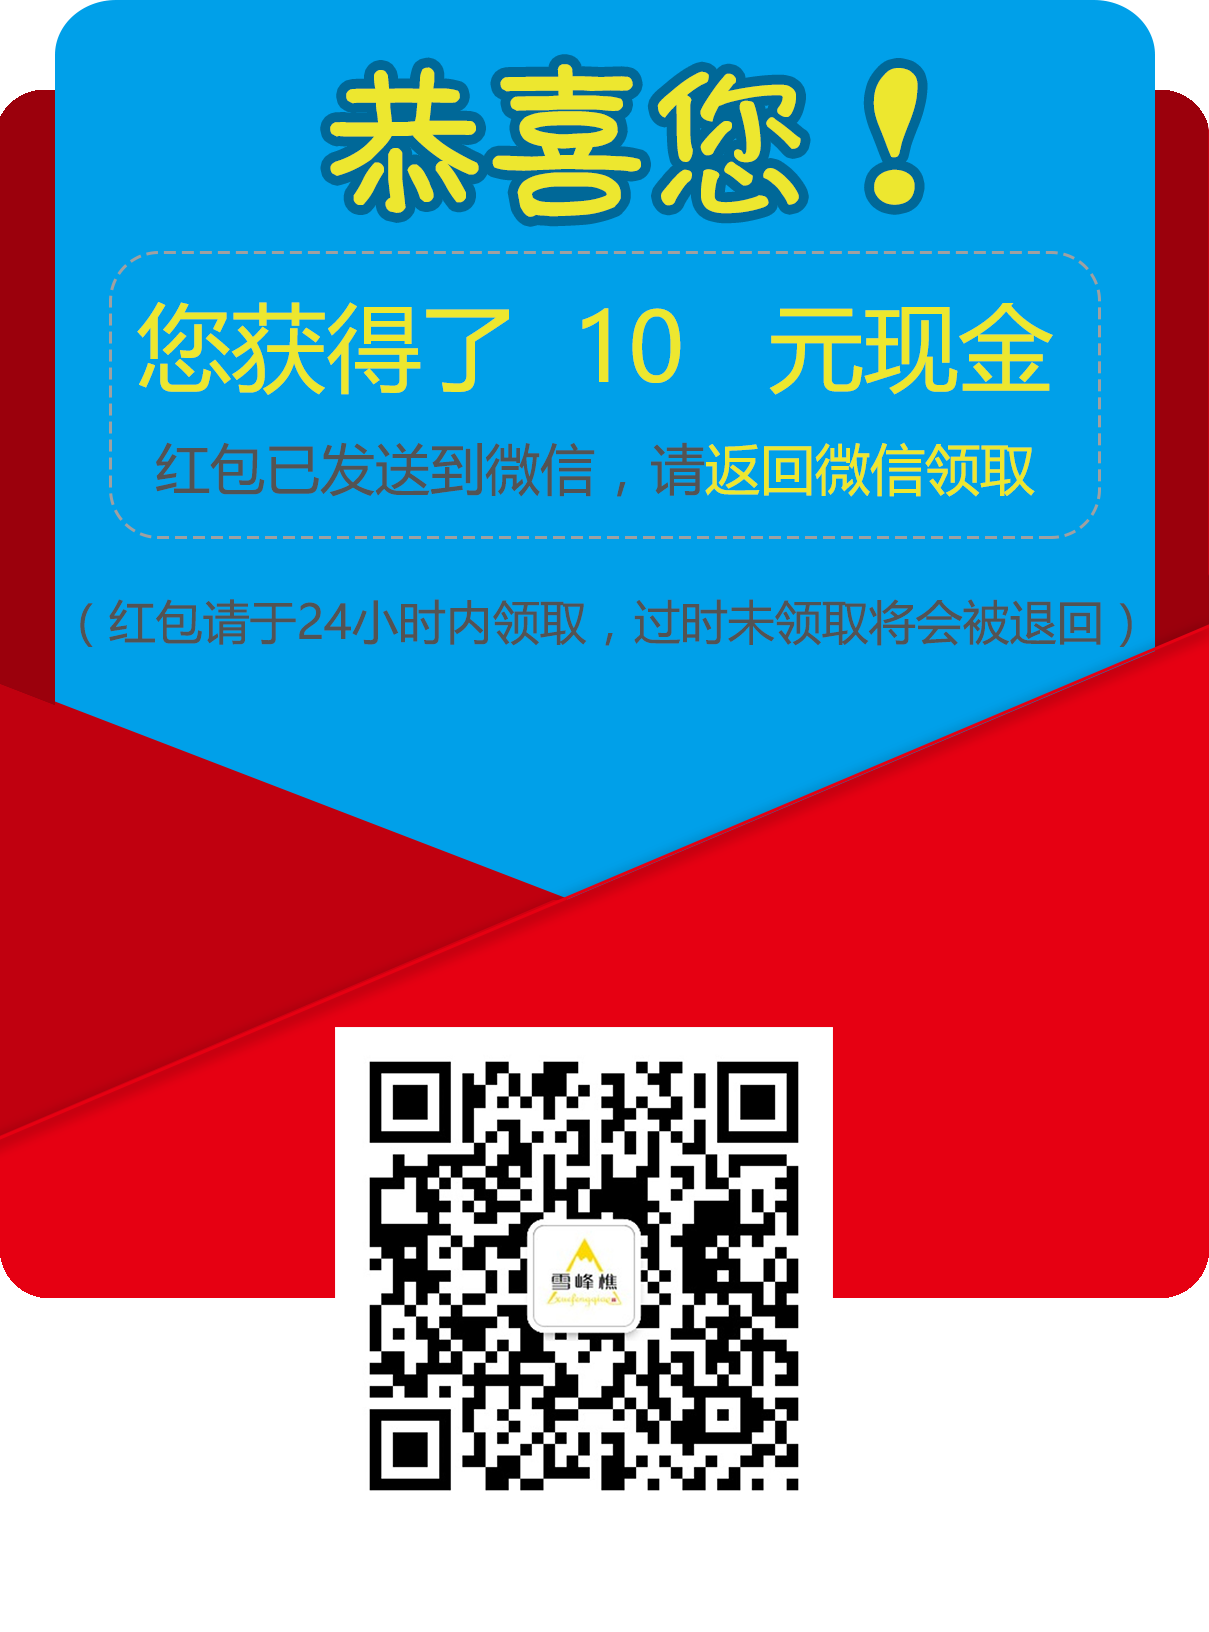 恭喜您！
您获得了 10 元现金
红包已发送到微信，请返回微信领取
（红包请于24小时内领取，过时未领取将会被退回）
雪峰樵
xuefengqiao